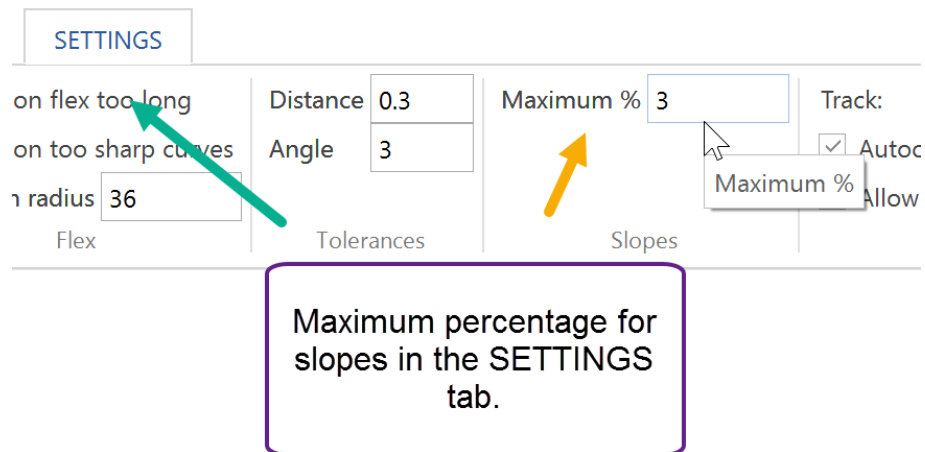 SETTINGS
on flex too long
Distance 0.3
Maximum % 3
Track:
on too sharp curves
Angle 3
Maximum %
radius 36
Allow
Flex
Tolerances
Slopes
Maximum percentage for
slopes in the SETTINGS
tab.